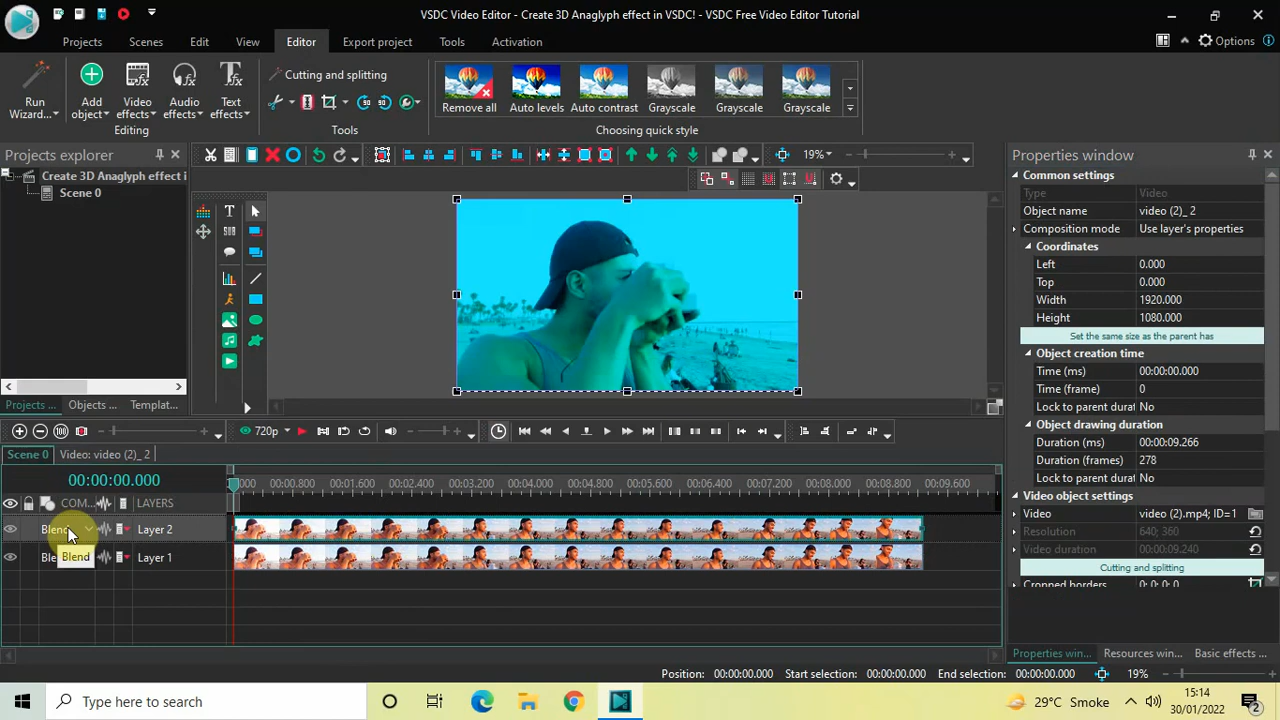 VSDC Video Editor - Create 3D Anaglyph effect in VSDC! - VSDC Free Video Editor Tutorial
Projects Scenes Edit View Editor Export project Tools Activation
Options
Run Wizard...
Add object
Video effects
Audio effects
Text effects
Editing
Cutting and splitting
Tools
Remove all Auto levels Auto contrast Grayscale Grayscale Grayscale
Choosing quick style
Projects explorer
Create 3D Anaglyph effect i
Scene 0
19%
Projects ... Objects ... Templat...
Properties window
Common settings
Type Video
Object name video (2)_ 2
Composition mode Use layer's properties
Coordinates
Left 0.000
Top 0.000
Width 1920.000
Height 1080.000
Set the same size as the parent has
Object creation time
Time (ms) 00:00:00.000
Time (frame) 0
Lock to parent durat No
Object drawing duration
Duration (ms) 00:00:09.266
Duration (frames) 278
Lock to parent durat No
Video object settings
Video video (2).mp4; ID=1
Resolution 640; 360
Video duration 00:00:09.240
Cutting and splitting
Cropped borders 0; 0; 0; 0
Properties win... Resources win... Basic effects ...
720p
Scene 0 Video: video (2)_ 2
00:00:00.000
000 00:00.800 00:01.600 00:02.400 00:03.200 00:04.000 00:04.800 00:05.600 00:06.400 00:07.200 00:08.000 00:08.800 00:09.600
COM... LAYERS
Blend Layer 2
Ble Blend Layer 1
Position: 00:00:00.000 Start selection: 00:00:00.000 End selection: 00:00:00.000 19%
Type here to search
29°C Smoke
15:14
30/01/2022
2